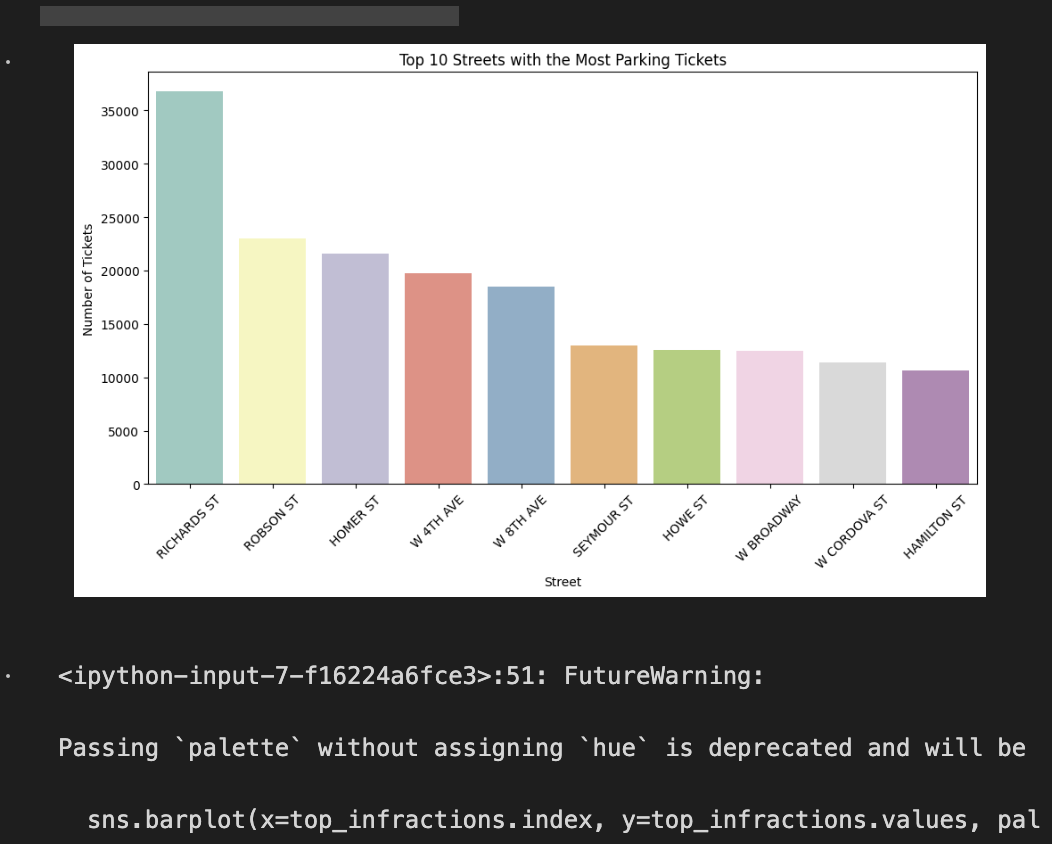 Top 10 Streets with the Most Parking Tickets
35000
30000
25000
20000
15000
10000
5000
0
Number of Tickets
RICHARDS ST
ROBSON ST
HOMER ST
W 4TH AVE
W 8TH AVE
SEYMOUR ST
HOWE ST
W BROADWAY
W CORDOVA ST
HAMILTON ST
Street
<ipython-input-7-f16224a6fce3>:51: FutureWarning:
Passing `palette` without assigning `hue` is deprecated and will be
sns.barplot(x=top_infractions.index, y=top_infractions.values, pal